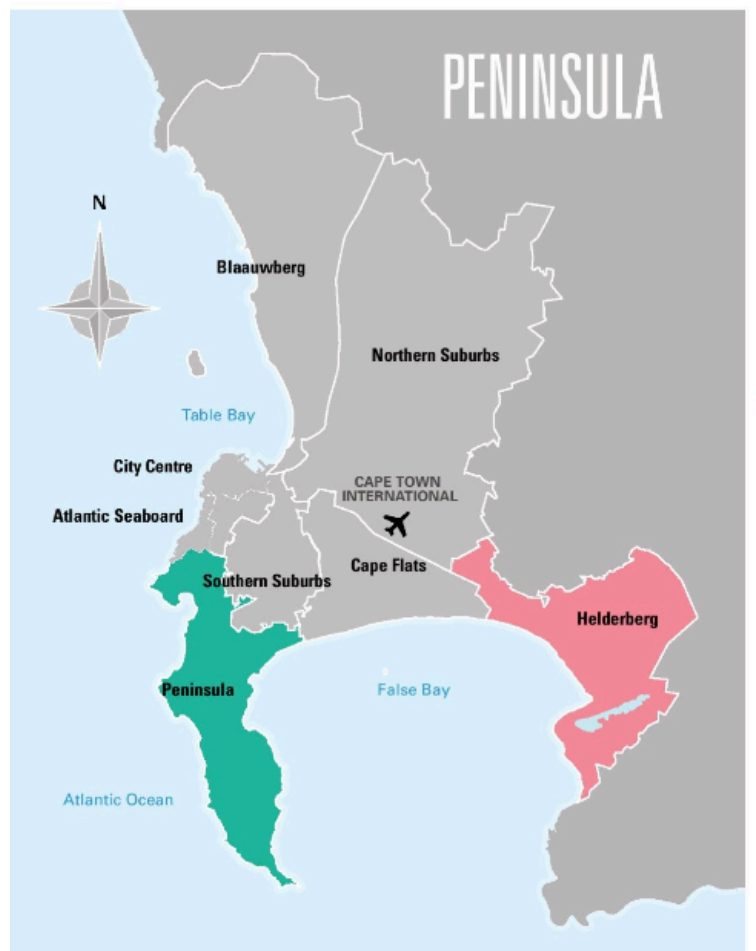 PENINSULA
N
Blaauwberg
Northern Suburbs
Table Bay
City Centre
CAPE TOWN
INTERNATIONAL
Atlantic Seaboard
Cape Flats
Southern Suburbs
Helderberg
Peninsula
False Bay
Atlantic Ocean